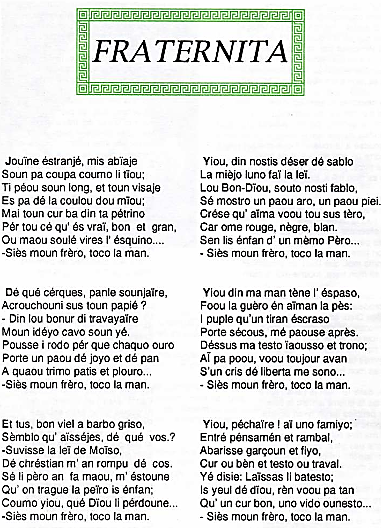 FRATERNITA
Jouïne éstranjé, mis abïaje
Soun pa coupa coumo li tïou;
Ti péou soun long, et toun visaje
Es pa dé la coulou dou mïou;
Mai toun cur ba din ta pétrino
Pér tou cé qu' és vraï, bon et gran,
Ou maou soulé vires l' ésquino....
-Siès moun frèro, toco la man.
Dé qué cérques, panle sounjaïre,
Acrouchouni sus toun papié ?
- Din lou bonur di travayaïre
Moun idéyo cavo soun yé.
Pousse i rodo pér que chaquo ouro
Porte un paou dé joyo et dé pan
A quaou trimo patis et plouro...
-Siès moun frèro, toco la man.
Et tus, bon viel a barbo griso,
Sèmblo qu' aïsséjes, dé qué vos.?
-Suvisse la leï de Moïso,
Dé chréstian m' an rompu dé cos.
Sé li pèro an fa maou, m' éstoune
Qu' on trague la peïro is énfan;
Coumo yiou, qué Dïou li pérdoune...
-Siès moun frèro, toco la man.
Yiou, din nostis déser dé sablo
La mièjo luno faï la leï.
Lou Bon-Dïou, souto nosti fablo,
Sé mostro un paou aro, un paou piei.
Crése qu' aïma voou tou sus tèro,
Car ome rouge, nègre, blan.
Sen lis énfan d' un mèmo Pèro...
- Siès moun frèro, toco la man.
Yiou din ma man tène l' éspaso,
Foou la guèro én aïman la pès:
I puple qu'un tiran éscraso
Porte sécous, mé paouse après.
Déssus ma testo ïaousso et trono;
Aï pa poou, voou toujour avan
S'un cris dé liberta me sono...
- Siès moun frèro, toco la man.
Yiou, péchaïre ! aï uno famiyo;
Entré pénsamén et rambal,
Abarisse garçoun et fiyo,
Cur ou bèn et testo ou traval.
Yé disie: Laïssas li batesto;
Is yeul dé dïou, rèn voou pa tan
Qu' un cur bon, uno vido ounesto...
- Siès moun frèro, toco la man.